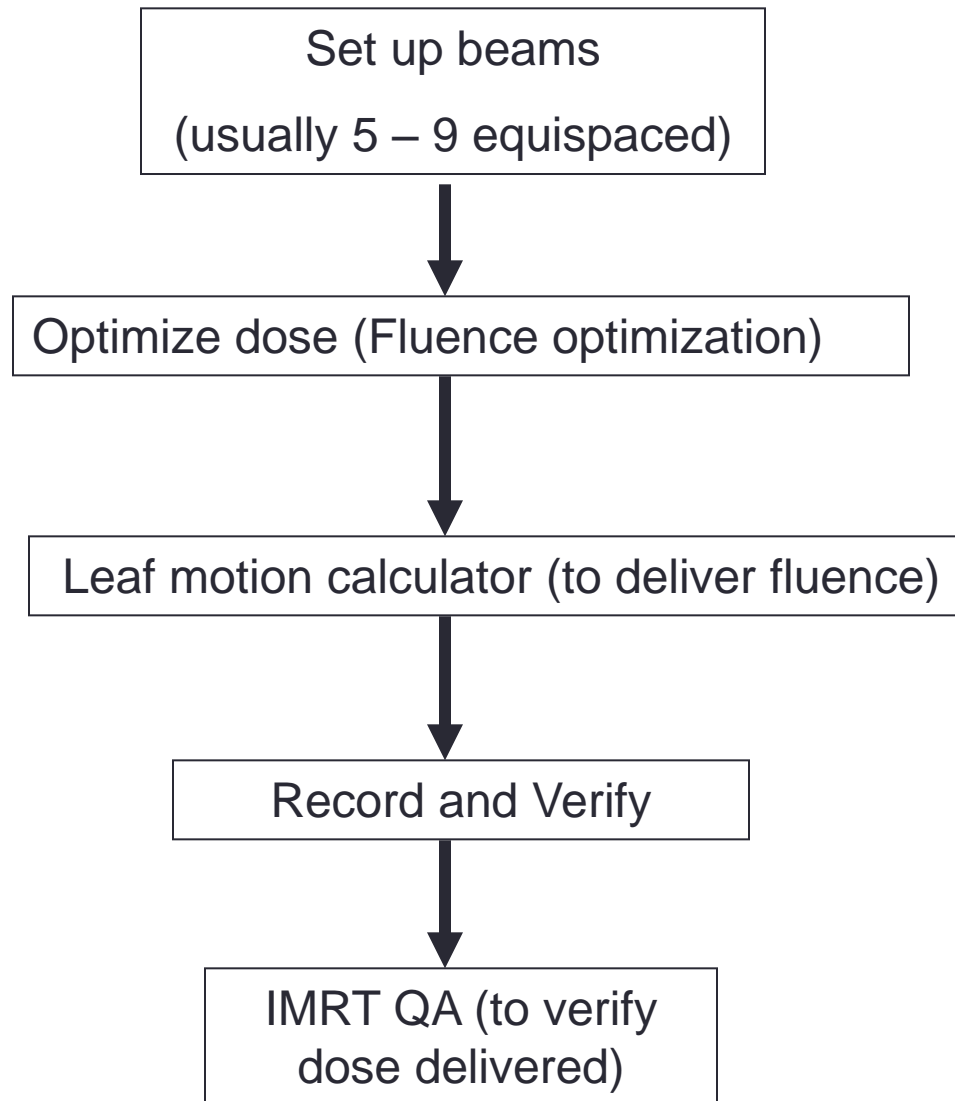 Set up beams
(usually 5 – 9 equispaced)
Optimize dose (Fluence optimization)
Leaf motion calculator (to deliver fluence)
Record and Verify
IMRT QA (to verify
dose delivered)